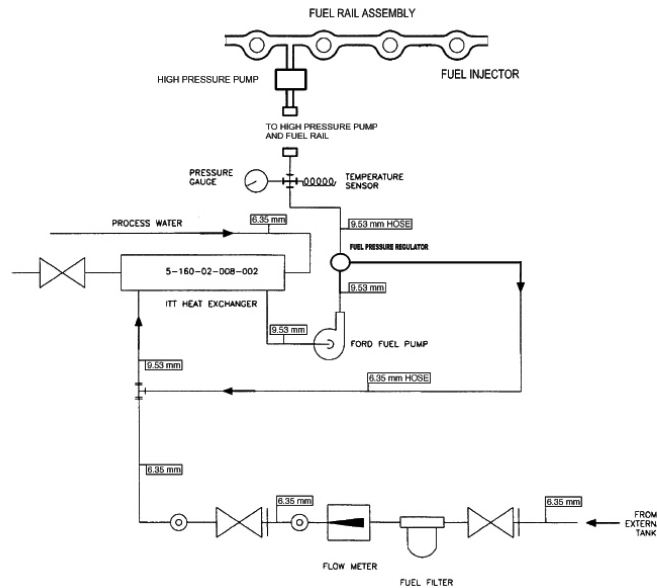 FUEL RAIL ASSEMBLY
FUEL INJECTOR
HIGH PRESSURE PUMP
TO HIGH PRESSURE PUMP
AND FUEL RAIL
PRESSURE
GAUGE
TEMPERATURE
SENSOR
6.35 mm
PROCESS WATER
9.53 mm HOSE
FUEL PRESSURE REGULATOR
5-160-02-008-002
9.53 mm
ITT HEAT EXCHANGER
9.53 mm
FORD FUEL PUMP
9.53 mm
6.35 mm HOSE
6.35 mm
6.35 mm
6.35 mm
FROM
EXTERN
TANK
FLOW METER
FUEL FILTER